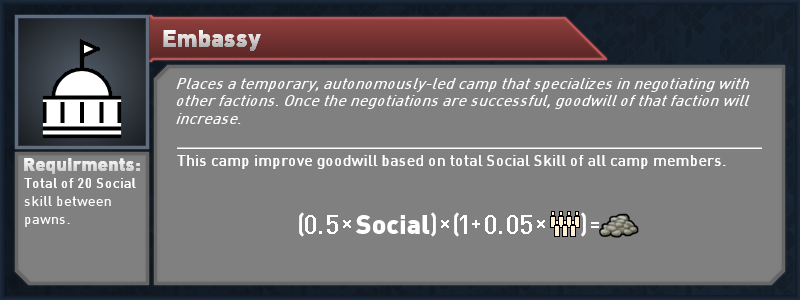 Embassy
Places a temporary, autonomously-led camp that specializes in negotiating with
other factions. Once the negotiations are successful, goodwill of that faction will
increase.
Requirments:
Total of 20 Social
skill between
pawns.
This camp improve goodwill based on total Social Skill of all camp members.
(0.5×Social)×(1+0.05× )=